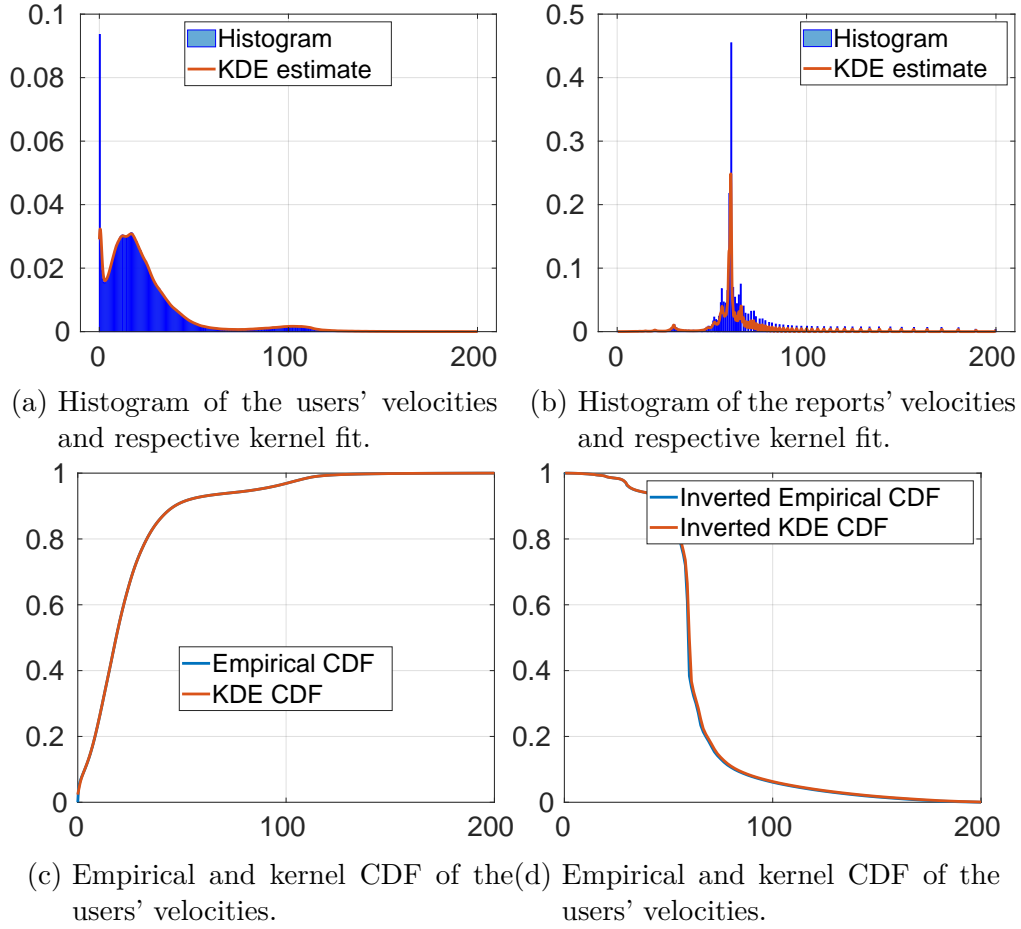 0.1
0.08
0.06
0.04
0.02
0
0
100
200
Histogram
KDE estimate
(a) Histogram of the users’ velocities
and respective kernel fit.
0.5
0.4
0.3
0.2
0.1
0
0
100
200
Histogram
KDE estimate
(b) Histogram of the reports’ velocities
and respective kernel fit.
1
0.8
0.6
0.4
0.2
0
0
100
200
Empirical CDF
KDE CDF
(c) Empirical and kernel CDF of the
users’ velocities.
1
0.8
0.6
0.4
0.2
0
0
100
200
Inverted Empirical CDF
Inverted KDE CDF
(d) Empirical and kernel CDF of the
users’ velocities.